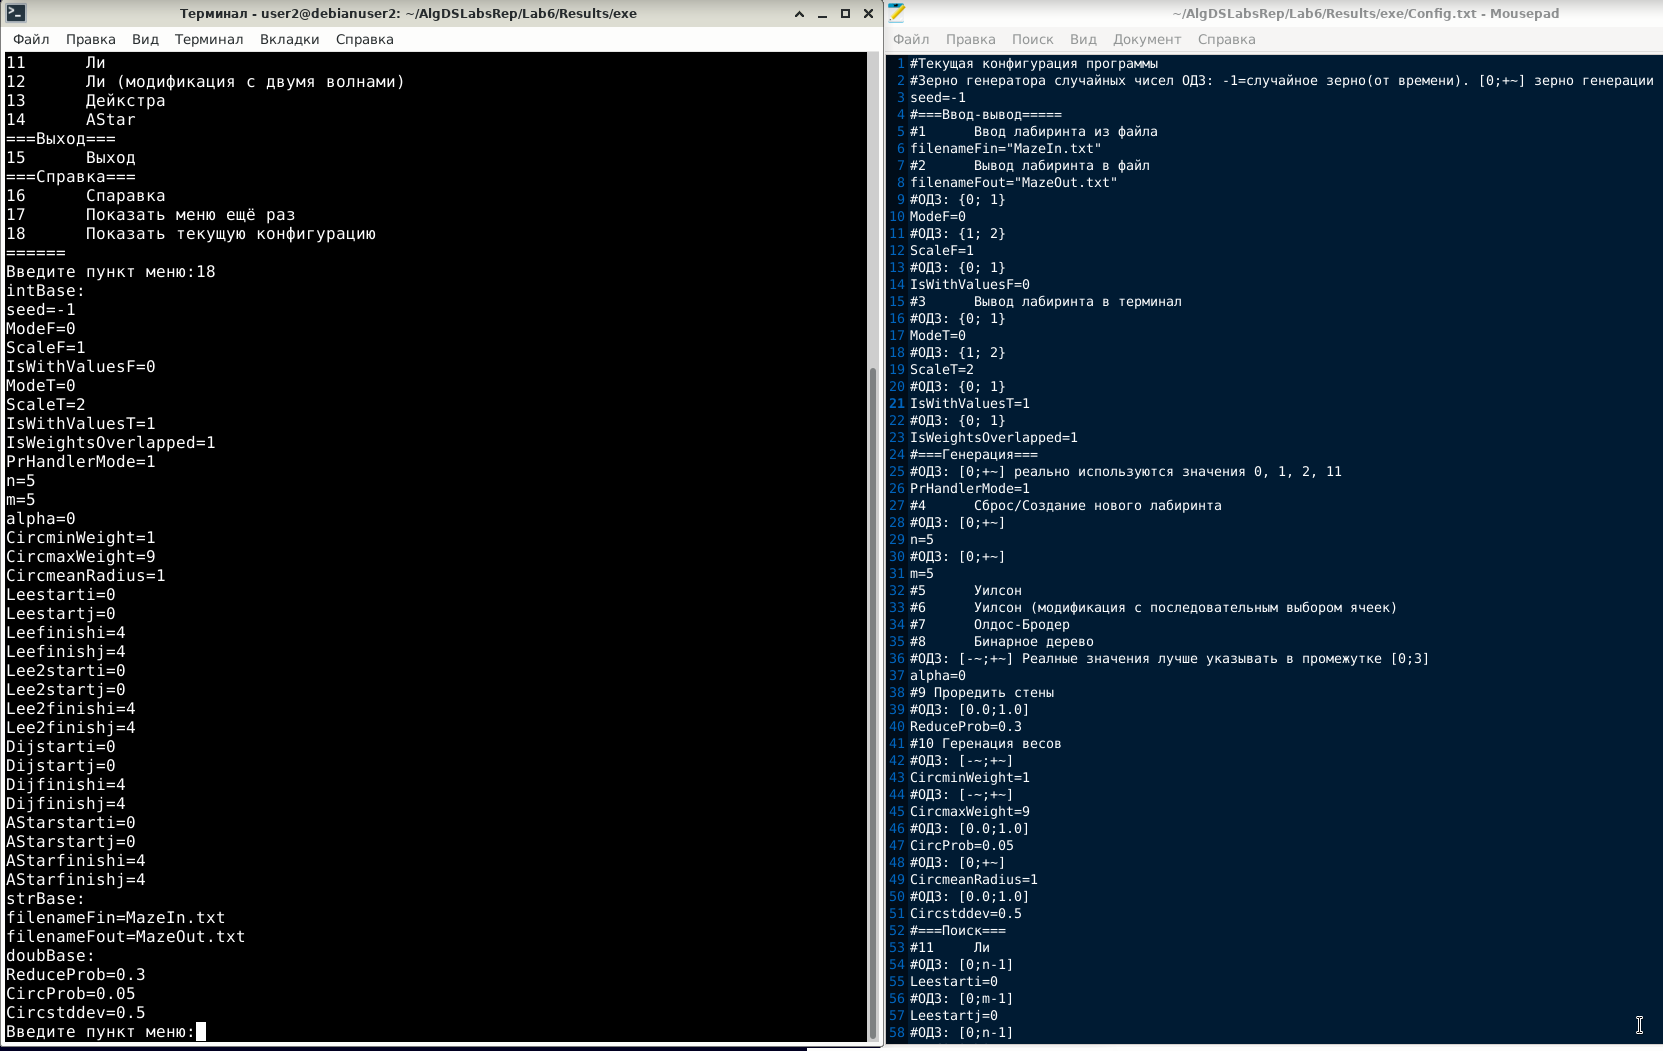 Терминал - user2@debianuser2: ~/AlgDSLabsRep/Lab6/Results/exe
Файл Правка Вид Терминал Вкладки Справка
11 Ли
12 Ли (модификация с двумя волнами)
13 Дейкстра
14 AStar
===Выход===
15 Выход
===Справка===
16 Спаравка
17 Показать меню ещё раз
18 Показать текущую конфигурацию
======
Введите пункт меню:18
intBase:
seed=-1
ModeF=0
ScaleF=1
IsWithValuesF=0
ModeT=0
ScaleT=2
IsWithValuesT=1
IsWeightsOverlapped=1
PrHandlerMode=1
n=5
m=5
alpha=0
CircminWeight=1
CircmaxWeight=9
CircmeanRadius=1
Leestarti=0
Leestartj=0
Leefinishi=4
Leefinishj=4
Lee2starti=0
Lee2startj=0
Lee2finishi=4
Lee2finishj=4
Dijstarti=0
Dijstartj=0
Dijfinishi=4
Dijfinishj=4
AStarstarti=0
AStarstartj=0
AStarfinishi=4
AStarfinishj=4
strBase:
filenameFin=MazeIn.txt
filenameFout=MazeOut.txt
doubBase:
ReduceProb=0.3
CircProb=0.05
Circstddev=0.5
Введите пункт меню:
~/AlgDSLabsRep/Lab6/Results/exe/Config.txt - Mousepad
Файл Правка Поиск Вид Документ Справка
1 #Текущая конфигурация программы
2 #Зерно генератора случайных чисел ОДЗ: -1=случайное зерно(от времени). [0;+~] зерно генерации
3 seed=-1
4 #===Ввод-вывод=====
5 #1 Ввод лабиринта из файла
6 filenameFin="MazeIn.txt"
7 #2 Вывод лабиринта в файл
8 filenameFout="MazeOut.txt"
9 #ОДЗ: {0; 1}
10 ModeF=0
11 #ОДЗ: {1; 2}
12 ScaleF=1
13 #ОДЗ: {0; 1}
14 IsWithValuesF=0
15 #3 Вывод лабиринта в терминал
16 #ОДЗ: {0; 1}
17 ModeT=0
18 #ОДЗ: {1; 2}
19 ScaleT=2
20 #ОДЗ: {0; 1}
21 IsWithValuesT=1
22 #ОДЗ: {0; 1}
23 IsWeightsOverlapped=1
24 #===Генерация===
25 #ОДЗ: [0;+~] реально используются значения 0, 1, 2, 11
26 PrHandlerMode=1
27 #4 Сброс/Создание нового лабиринта
28 #ОДЗ: [0;+~]
29 n=5
30 #ОДЗ: [0;+~]
31 m=5
32 #5 Уилсон
33 #6 Уилсон (модификация с последовательным выбором ячеек)
34 #7 Олдос-Бродер
35 #8 Бинарное дерево
36 #ОДЗ: [-~;+~] Реалные значения лучше указывать в промежутке [0;3]
37 alpha=0
38 #9 Проредить стены
39 #ОДЗ: [0.0;1.0]
40 ReduceProb=0.3
41 #10 Геренация весов
42 #ОДЗ: [-~;+~]
43 CircminWeight=1
44 #ОДЗ: [-~;+~]
45 CircmaxWeight=9
46 #ОДЗ: [0.0;1.0]
47 CircProb=0.05
48 #ОДЗ: [0;+~]
49 CircmeanRadius=1
50 #ОДЗ: [0.0;1.0]
51 Circstddev=0.5
52 #===Поиск===
53 #11 Ли
54 #ОДЗ: [0;n-1]
55 Leestarti=0
56 #ОДЗ: [0;m-1]
57 Leestartj=0
58 #ОДЗ: [0;n-1]